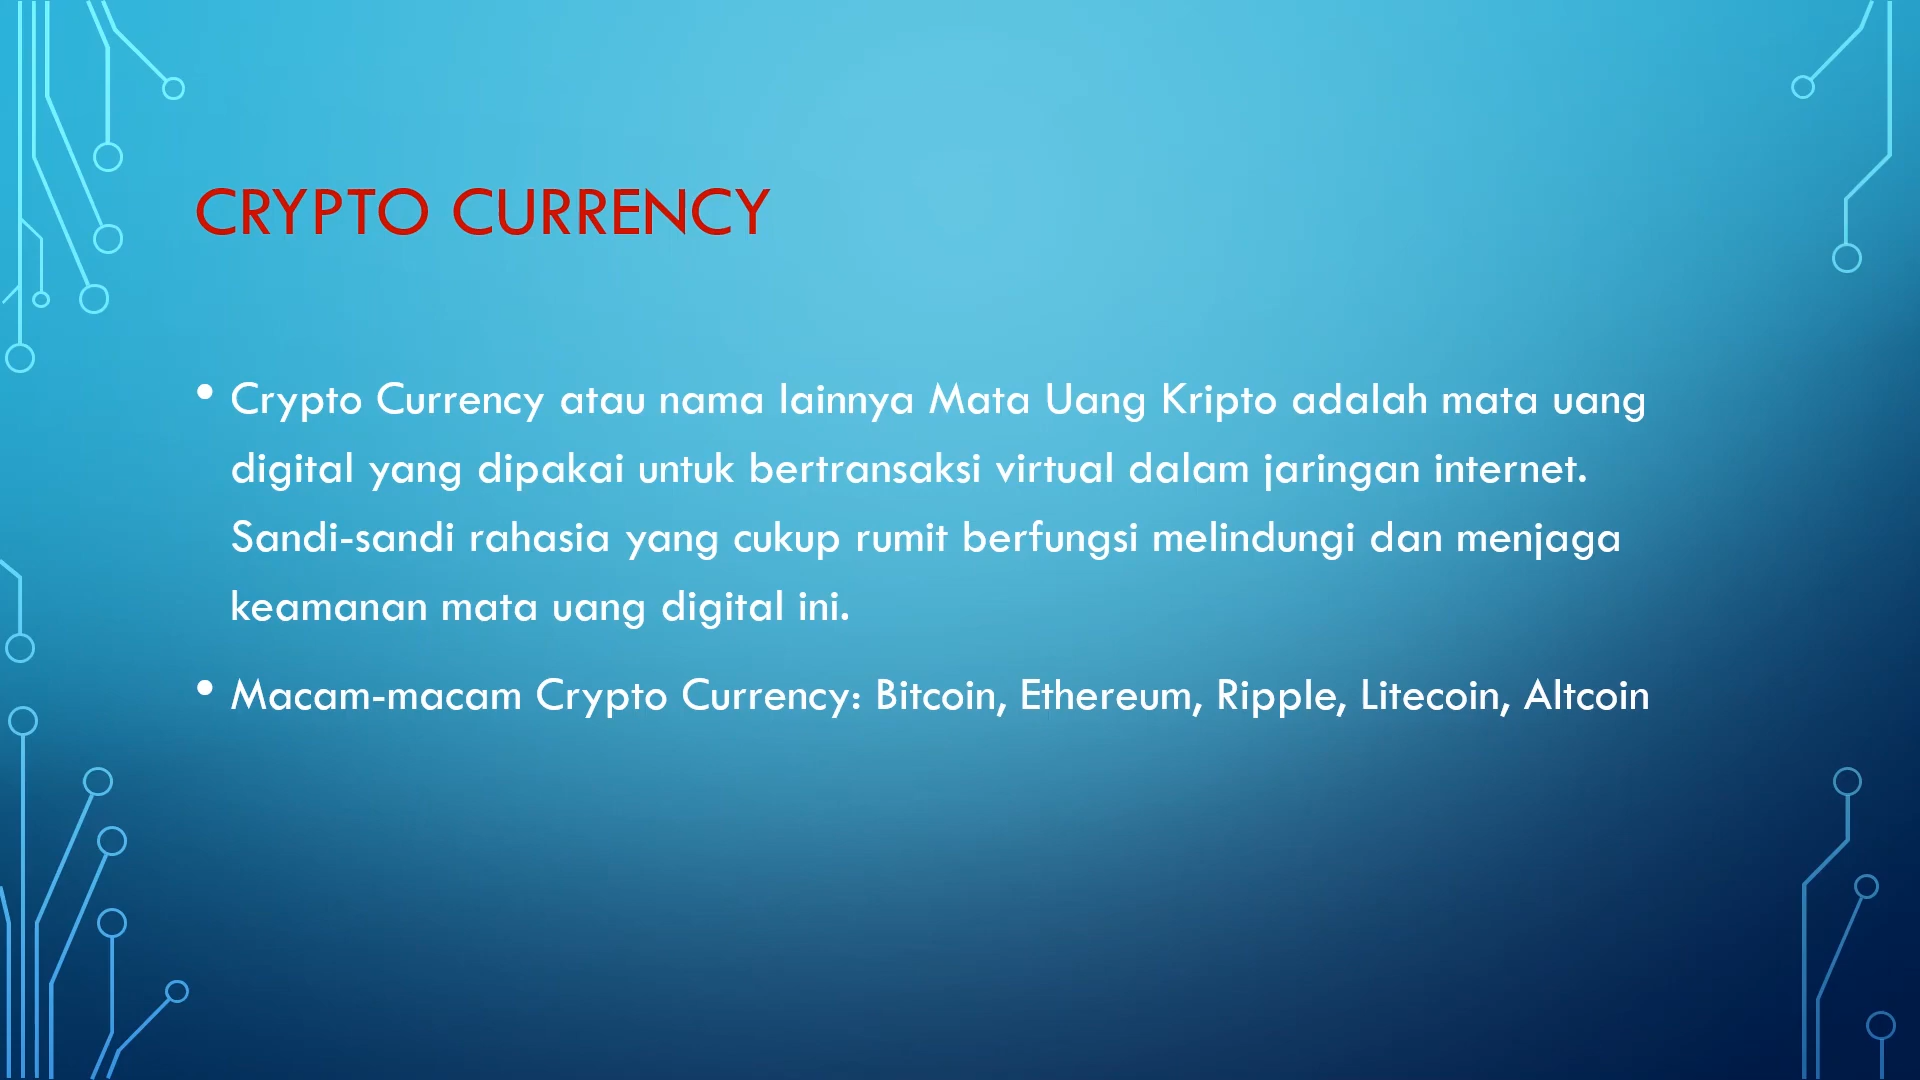 CRYPTO CURRENCY
• Crypto Currency atau nama lainnya Mata Uang Kripto adalah mata uang
digital yang dipakai untuk bertransaksi virtual dalam jaringan internet.
Sandi-sandi rahasia yang cukup rumit berfungsi melindungi dan menjaga
keamanan mata uang digital ini.
• Macam-macam Crypto Currency: Bitcoin, Ethereum, Ripple, Litecoin, Altcoin